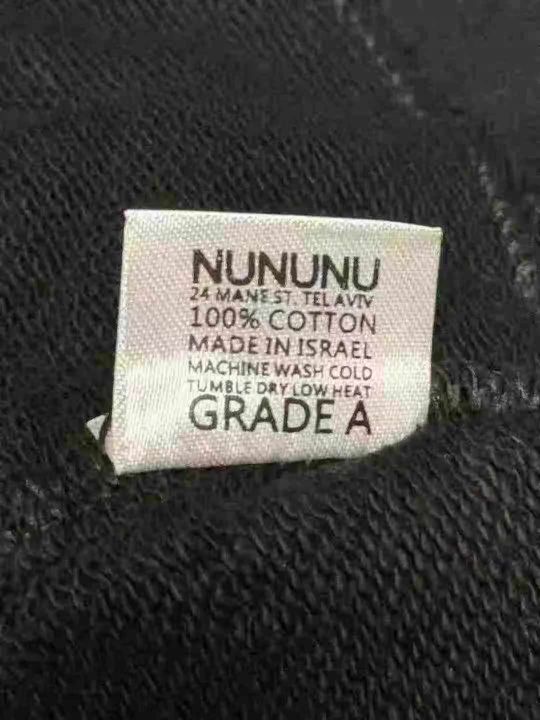 NUNUNU
24 MANE ST. TEL AVIV
100% COTTON
MADE IN ISRAEL
MACHINE WASH COLD
TUMBLE DRY LOW HEAT
GRADE A